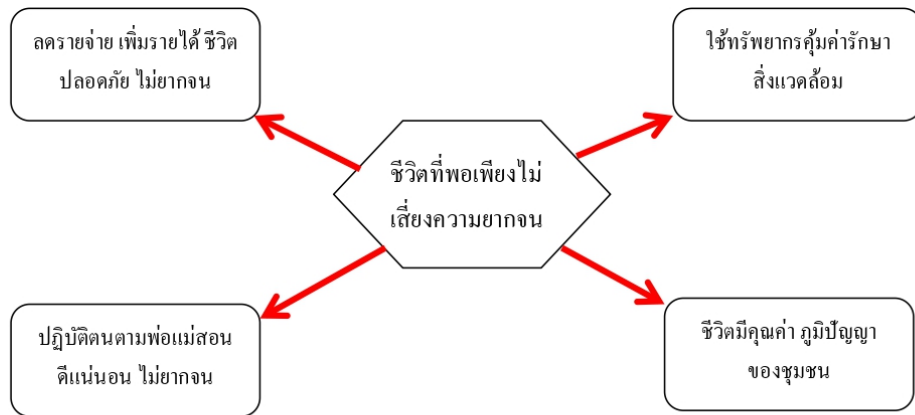 ลดรายจ่าย เพิ่มรายได้ ชีวิต
ปลอดภัย ไม่ยากจน
ใช้ทรัพยากรคุ้มค่ารักษา
สิ่งแวดล้อม
ชีวิตที่พอเพียงไม่
เสี่ยงความยากจน
ปฏิบัติตนตามพ่อแม่สอน
ดีแน่นอน ไม่ยากจน
ชีวิตมีคุณค่า ภูมิปัญญา
ของชุมชน